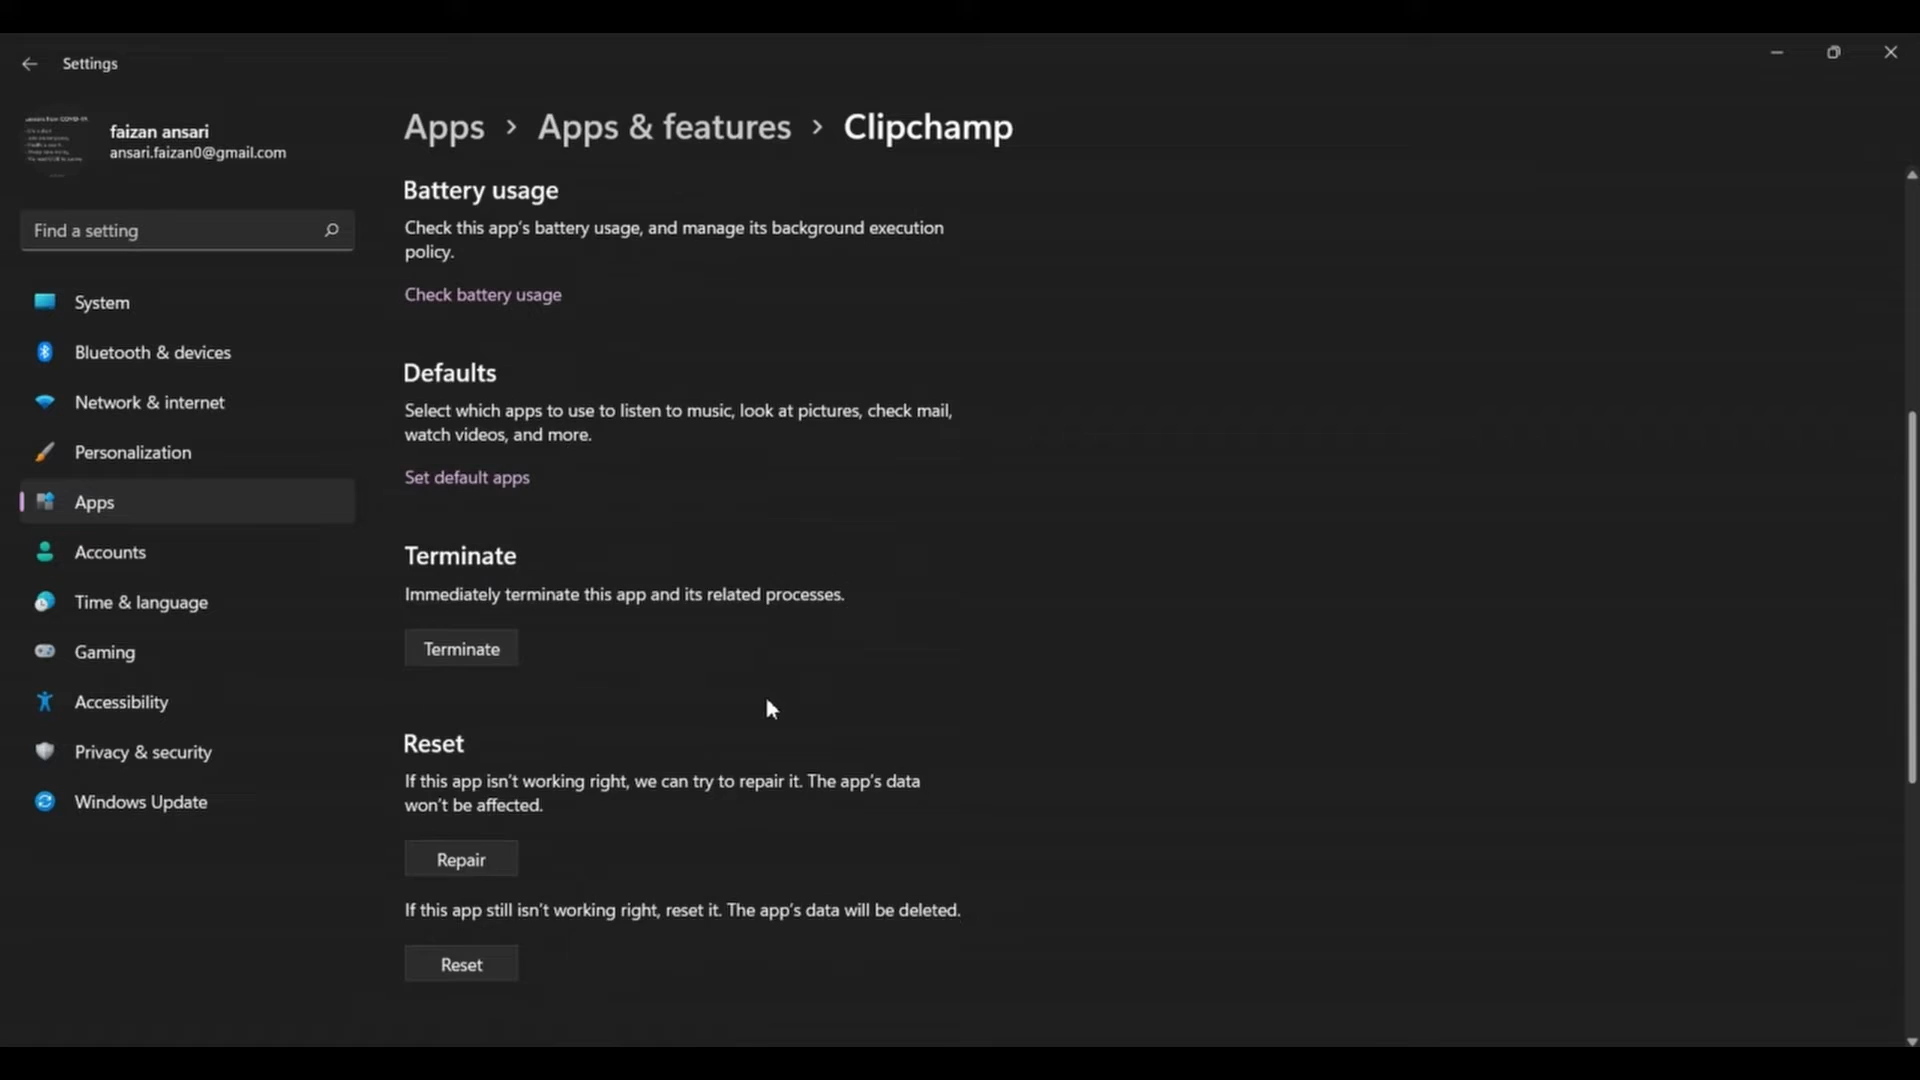 Settings
faizan ansari
ansari.faizan0@gmail.com
Find a setting
System
Bluetooth & devices
Network & internet
Personalization
Apps
Accounts
Time & language
Gaming
Accessibility
Privacy & security
Windows Update
Apps > Apps & features > Clipchamp
Battery usage
Check this app's battery usage, and manage its background execution
policy.
Check battery usage
Defaults
Select which apps to use to listen to music, look at pictures, check mail,
watch videos, and more.
Set default apps
Terminate
Immediately terminate this app and its related processes.
Terminate
Reset
If this app isn't working right, we can try to repair it. The app's data
won't be affected.
Repair
If this app still isn't working right, reset it. The app's data will be deleted.
Reset